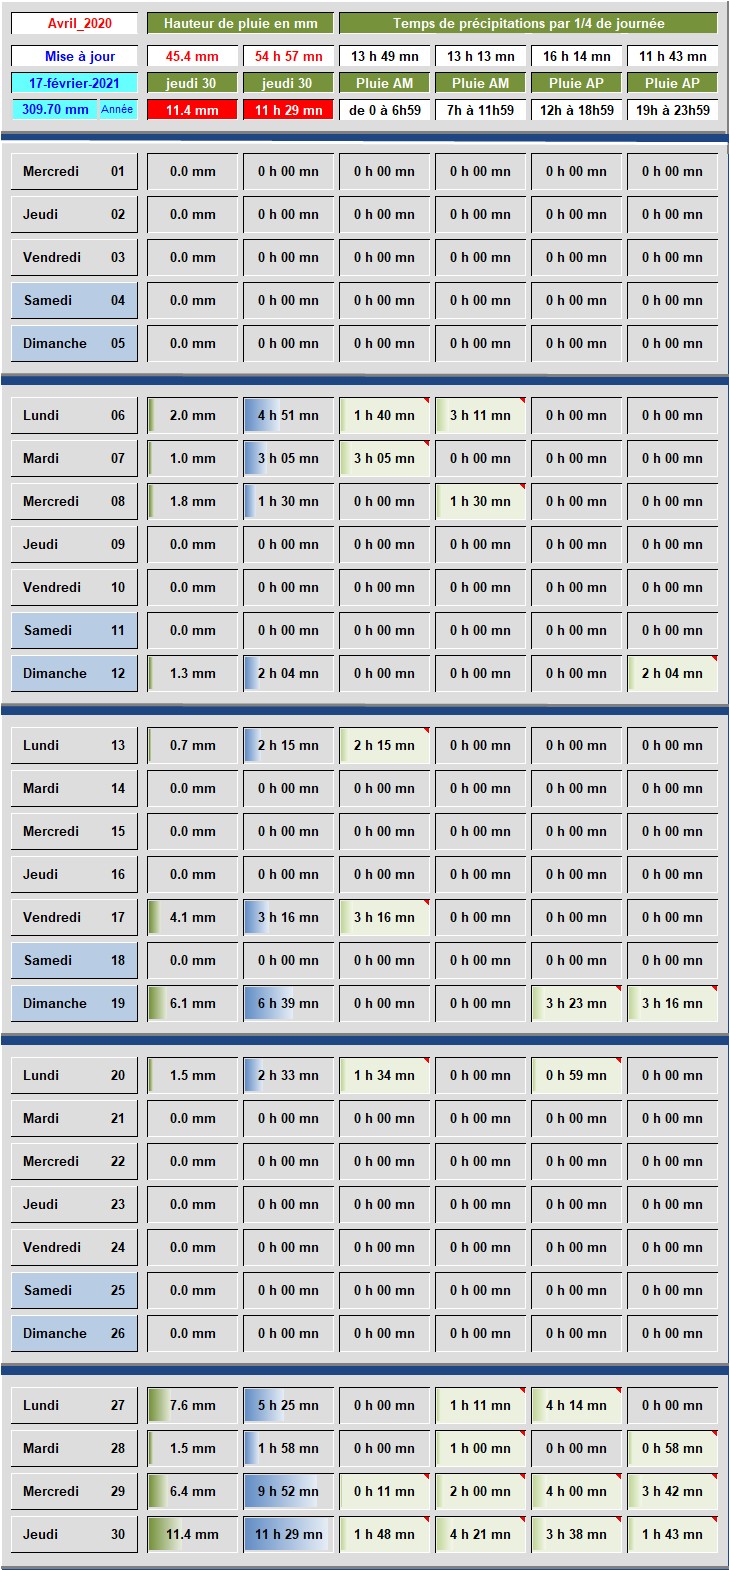 Avril_2020 Hauteur de pluie en mm Temps de précipitations par 1/4 de journée
Mise à jour 45.4 mm 54 h 57 mn 13 h 49 mn 13 h 13 mn 16 h 14 mn 11 h 43 mn
17-février-2021 jeudi 30 jeudi 30 Pluie AM Pluie AM Pluie AP Pluie AP
309.70 mm Année 11.4 mm 11 h 29 mn de 0 à 6h59 7h à 11h59 12h à 18h59 19h à 23h59
Mercredi 01 0.0 mm 0 h 00 mn 0 h 00 mn 0 h 00 mn 0 h 00 mn 0 h 00 mn
Jeudi 02 0.0 mm 0 h 00 mn 0 h 00 mn 0 h 00 mn 0 h 00 mn 0 h 00 mn
Vendredi 03 0.0 mm 0 h 00 mn 0 h 00 mn 0 h 00 mn 0 h 00 mn 0 h 00 mn
Samedi 04 0.0 mm 0 h 00 mn 0 h 00 mn 0 h 00 mn 0 h 00 mn 0 h 00 mn
Dimanche 05 0.0 mm 0 h 00 mn 0 h 00 mn 0 h 00 mn 0 h 00 mn 0 h 00 mn
Lundi 06 2.0 mm 4 h 51 mn 1 h 40 mn 3 h 11 mn 0 h 00 mn 0 h 00 mn
Mardi 07 1.0 mm 3 h 05 mn 3 h 05 mn 0 h 00 mn 0 h 00 mn 0 h 00 mn
Mercredi 08 1.8 mm 1 h 30 mn 0 h 00 mn 1 h 30 mn 0 h 00 mn 0 h 00 mn
Jeudi 09 0.0 mm 0 h 00 mn 0 h 00 mn 0 h 00 mn 0 h 00 mn 0 h 00 mn
Vendredi 10 0.0 mm 0 h 00 mn 0 h 00 mn 0 h 00 mn 0 h 00 mn 0 h 00 mn
Samedi 11 0.0 mm 0 h 00 mn 0 h 00 mn 0 h 00 mn 0 h 00 mn 0 h 00 mn
Dimanche 12 1.3 mm 2 h 04 mn 0 h 00 mn 0 h 00 mn 0 h 00 mn 2 h 04 mn
Lundi 13 0.7 mm 2 h 15 mn 2 h 15 mn 0 h 00 mn 0 h 00 mn 0 h 00 mn
Mardi 14 0.0 mm 0 h 00 mn 0 h 00 mn 0 h 00 mn 0 h 00 mn 0 h 00 mn
Mercredi 15 0.0 mm 0 h 00 mn 0 h 00 mn 0 h 00 mn 0 h 00 mn 0 h 00 mn
Jeudi 16 0.0 mm 0 h 00 mn 0 h 00 mn 0 h 00 mn 0 h 00 mn 0 h 00 mn
Vendredi 17 4.1 mm 3 h 16 mn 3 h 16 mn 0 h 00 mn 0 h 00 mn 0 h 00 mn
Samedi 18 0.0 mm 0 h 00 mn 0 h 00 mn 0 h 00 mn 0 h 00 mn 0 h 00 mn
Dimanche 19 6.1 mm 6 h 39 mn 0 h 00 mn 0 h 00 mn 3 h 23 mn 3 h 16 mn
Lundi 20 1.5 mm 2 h 33 mn 1 h 34 mn 0 h 00 mn 0 h 59 mn 0 h 00 mn
Mardi 21 0.0 mm 0 h 00 mn 0 h 00 mn 0 h 00 mn 0 h 00 mn 0 h 00 mn
Mercredi 22 0.0 mm 0 h 00 mn 0 h 00 mn 0 h 00 mn 0 h 00 mn 0 h 00 mn
Jeudi 23 0.0 mm 0 h 00 mn 0 h 00 mn 0 h 00 mn 0 h 00 mn 0 h 00 mn
Vendredi 24 0.0 mm 0 h 00 mn 0 h 00 mn 0 h 00 mn 0 h 00 mn 0 h 00 mn
Samedi 25 0.0 mm 0 h 00 mn 0 h 00 mn 0 h 00 mn 0 h 00 mn 0 h 00 mn
Dimanche 26 0.0 mm 0 h 00 mn 0 h 00 mn 0 h 00 mn 0 h 00 mn 0 h 00 mn
Lundi 27 7.6 mm 5 h 25 mn 0 h 00 mn 1 h 11 mn 4 h 14 mn 0 h 00 mn
Mardi 28 1.5 mm 1 h 58 mn 0 h 00 mn 1 h 00 mn 0 h 00 mn 0 h 58 mn
Mercredi 29 6.4 mm 9 h 52 mn 0 h 11 mn 2 h 00 mn 4 h 00 mn 3 h 42 mn
Jeudi 30 11.4 mm 11 h 29 mn 1 h 48 mn 4 h 21 mn 3 h 38 mn 1 h 43 mn